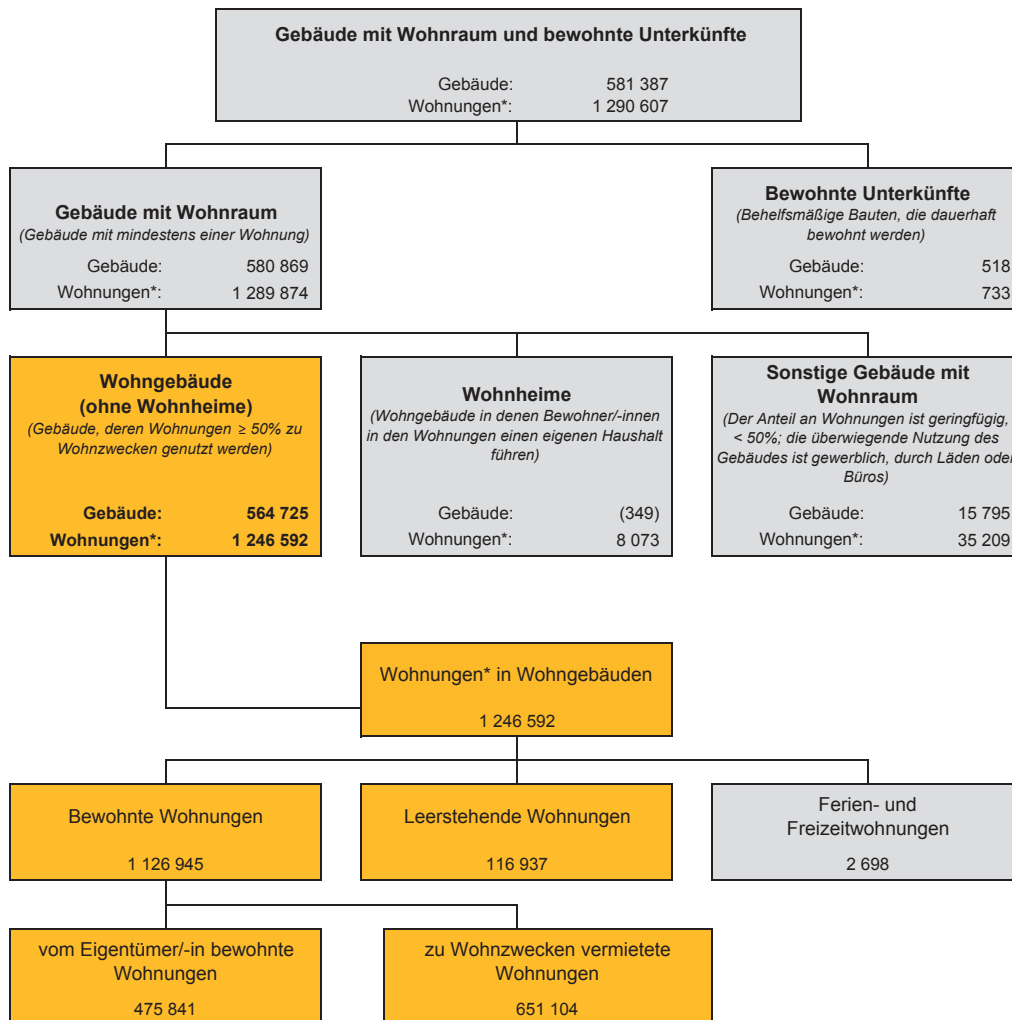 Gebäude mit Wohnraum und bewohnte Unterkünfte
Gebäude: 581 387
Wohnungen*: 1 290 607
Gebäude mit Wohnraum
(Gebäude mit mindestens einer Wohnung)
Gebäude: 580 869
Wohnungen*: 1 289 874
Bewohnte Unterkünfte
(Behelfsmäßige Bauten, die dauerhaft
bewohnt werden)
Gebäude: 518
Wohnungen*: 733
Wohngebäude
(ohne Wohnheime)
(Gebäude, deren Wohnungen ≥ 50% zu
Wohnzwecken genutzt werden)
Gebäude: 564 725
Wohnungen*: 1 246 592
Wohnheime
(Wohngebäude in denen Bewohner/-innen
in den Wohnungen einen eigenen Haushalt
führen)
Gebäude: (349)
Wohnungen*: 8 073
Sonstige Gebäude mit
Wohnraum
(Der Anteil an Wohnungen ist geringfügig,
< 50%; die überwiegende Nutzung des
Gebäudes ist gewerblich, durch Läden oder
Büros)
Gebäude: 15 795
Wohnungen*: 35 209
Wohnungen* in Wohngebäuden
1 246 592
Bewohnte Wohnungen
1 126 945
Leerstehende Wohnungen
116 937
Ferien- und
Freizeitwohnungen
2 698
vom Eigentümer/-in bewohnte
Wohnungen
475 841
zu Wohnzwecken vermietete
Wohnungen
651 104